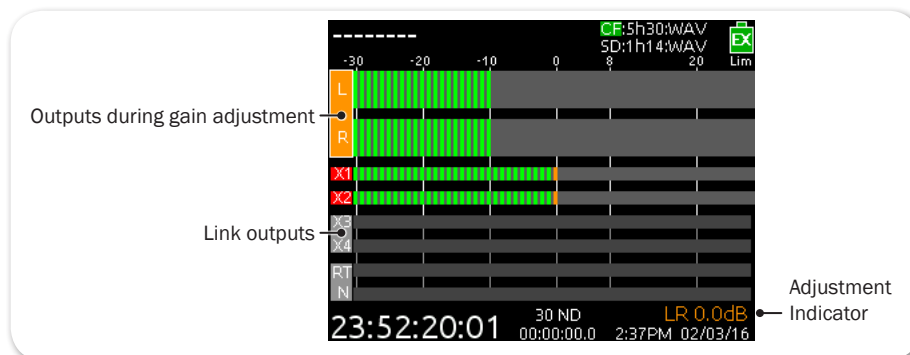 --------
CF:5h30:WAV
SD:1h14:WAV
EX
-30 -20 -10 0 8 20 Lim
L
Outputs during gain adjustment
R
X1
X2
X3
Link outputs
X4
RT
N
Adjustment
Indicator
23:52:20:01
30 ND
LR 0.0dB
00:00:00.0
2:37PM 02/03/16